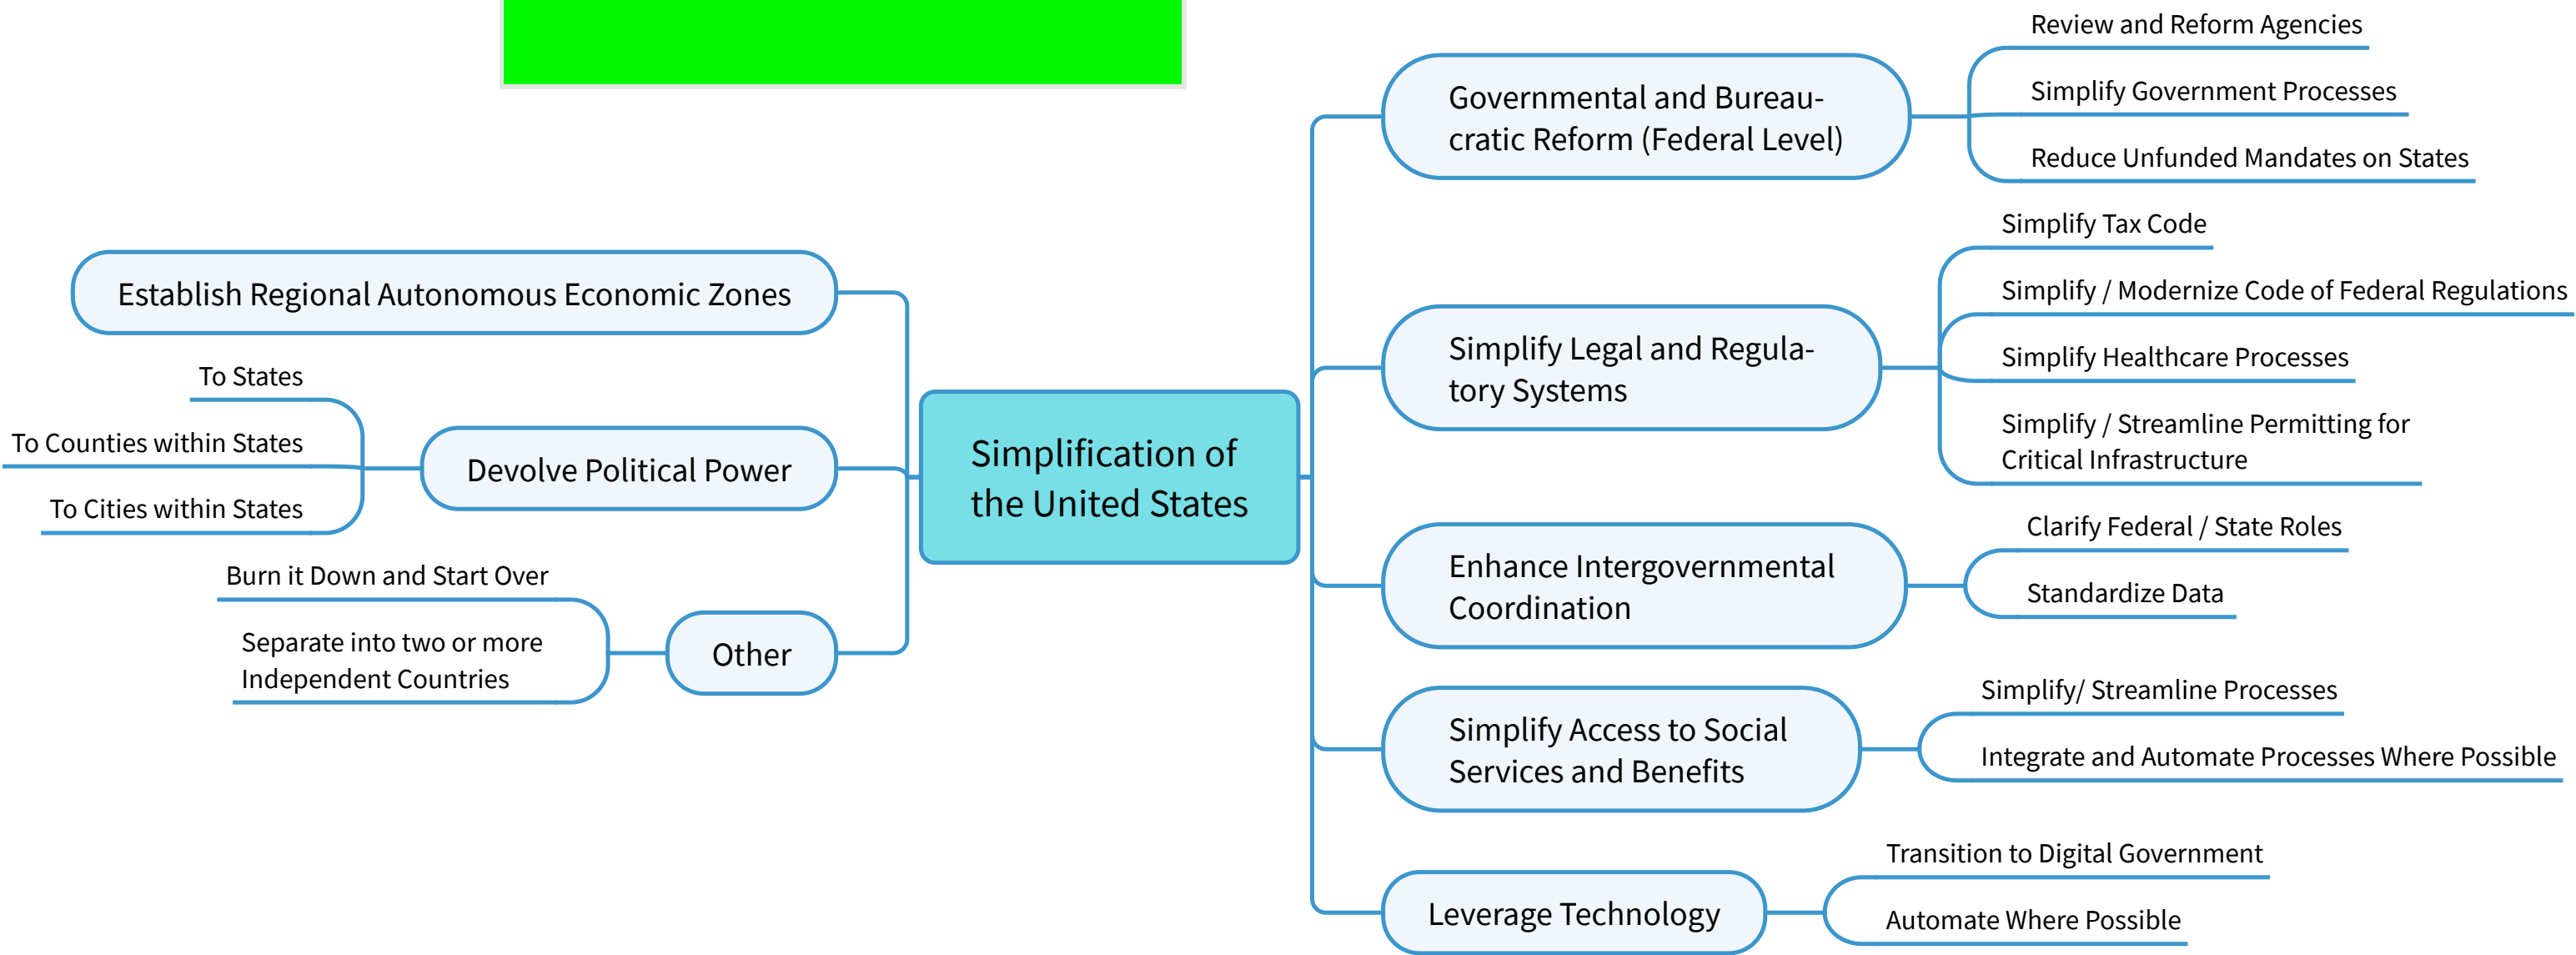 Simplification of
the United States
Governmental and Bureau-
cratic Reform (Federal Level)
Review and Reform Agencies
Simplify Government Processes
Reduce Unfunded Mandates on States
Simplify Legal and Regula-
tory Systems
Simplify Tax Code
Simplify / Modernize Code of Federal Regulations
Simplify Healthcare Processes
Simplify / Streamline Permitting for
Critical Infrastructure
Enhance Intergovernmental
Coordination
Clarify Federal / State Roles
Standardize Data
Simplify Access to Social
Services and Benefits
Simplify/ Streamline Processes
Integrate and Automate Processes Where Possible
Leverage Technology
Transition to Digital Government
Automate Where Possible
Establish Regional Autonomous Economic Zones
Devolve Political Power
To States
To Counties within States
To Cities within States
Other
Burn it Down and Start Over
Separate into two or more
Independent Countries